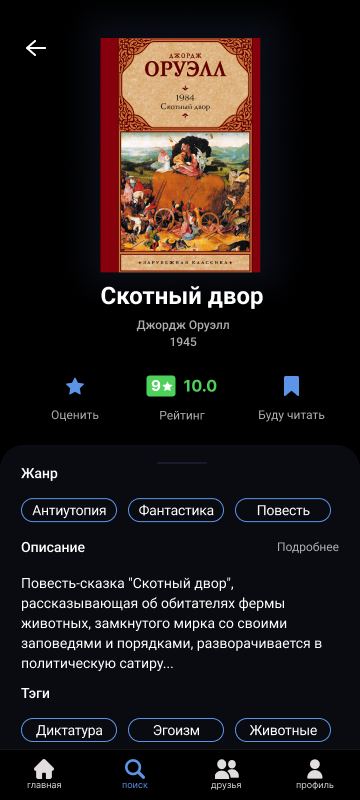 ДЖОРДЖ
ОРУЭЛЛ
1984
Скотный двор
ЗАРУБЕЖНАЯ КЛАССИКА
Скотный двор
Джордж Оруэлл
1945
9★ 10.0
Оценить Рейтинг Буду читать
Жанр
Антиутопия Фантастика Повесть
Описание Подробнее
Повесть-сказка "Скотный двор",
рассказывающая об обитателях фермы
животных, замкнутого мирка со своими
заповедями и порядками, разворачивается в
политическую сатиру...
Тэги
Диктатура Эгоизм Животные
главная поиск друзья профиль